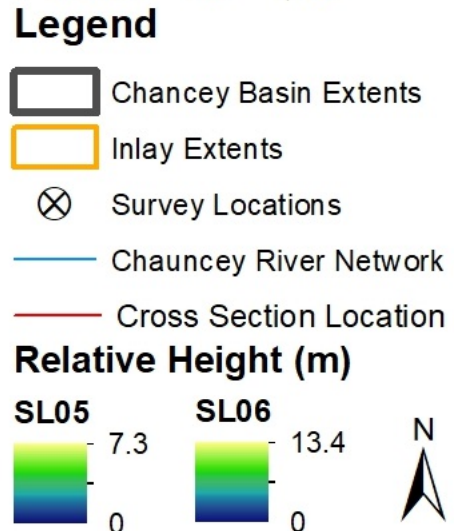 Legend
Chancey Basin Extents
Inlay Extents
Survey Locations
Chauncey River Network
Cross Section Location
Relative Height (m)
SL05 SL06
7.3 13.4 N
0 0